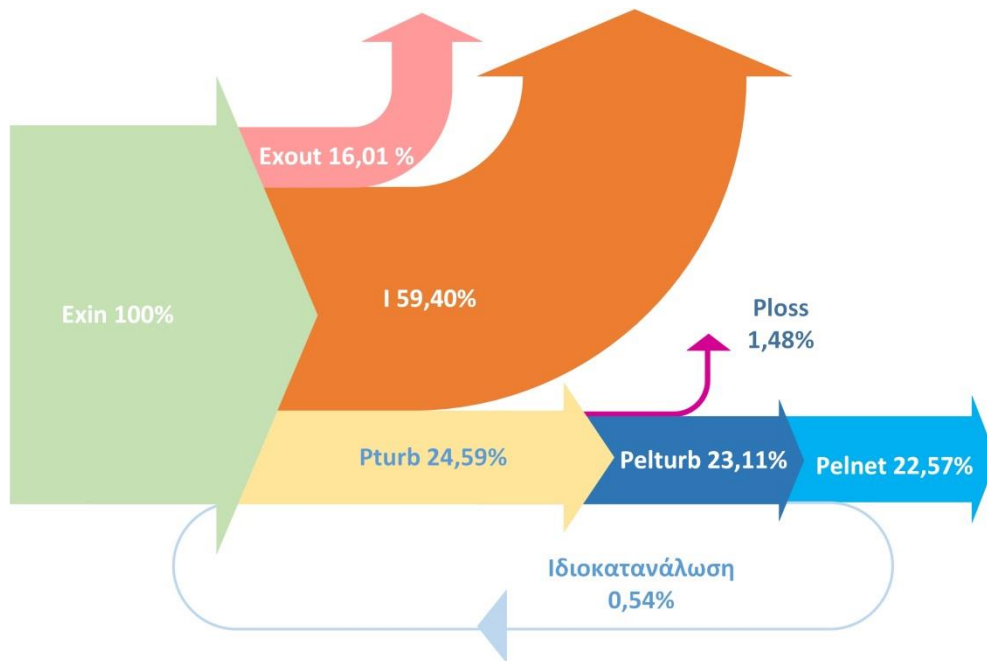 Exout 16,01 %
Exin 100%
I 59,40%
Ploss
1,48%
Pturb 24,59%
Pelturb 23,11%
Pelnet 22,57%
Ιδιοκατανάλωση
0,54%